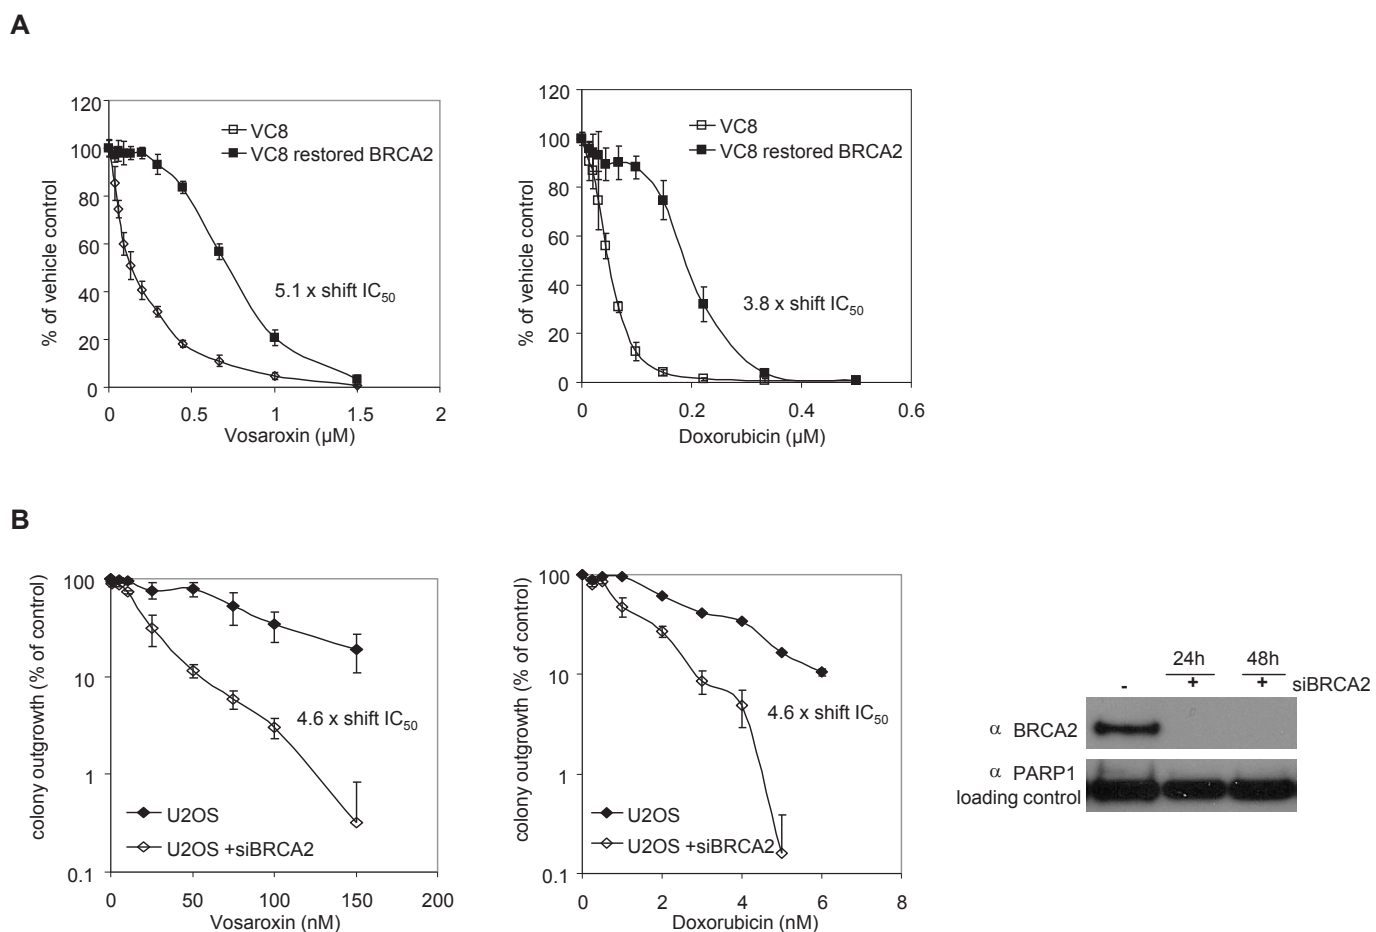 A
120
100
80
60
40
20
0
% of vehicle control
VC8
VC8 restored BRCA2
5.1 x shift IC50
0 0.5 1 1.5 2
Vosaroxin (µM)
120
100
80
60
40
20
0
% of vehicle control
VC8
VC8 restored BRCA2
3.8 x shift IC50
0 0.2 0.4 0.6
Doxorubicin (µM)
B
100
10
1
0.1
colony outgrowth (% of control)
4.6 x shift IC50
U2OS
U2OS +siBRCA2
0 50 100 150 200
Vosaroxin (nM)
100
10
1
0.1
colony outgrowth (% of control)
4.6 x shift IC50
U2OS
U2OS +siBRCA2
0 2 4 6 8
Doxorubicin (nM)
24h 48h
- + + siBRCA2
α BRCA2
α PARP1
loading control